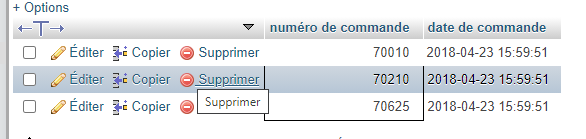 + Options
←T→ numéro de commande date de commande
Éditer Copier Supprimer 70010 2018-04-23 15:59:51
Éditer Copier Supprimer 70210 2018-04-23 15:59:51
Éditer Copier Supprimer 70625 2018-04-23 15:59:51
Supprimer